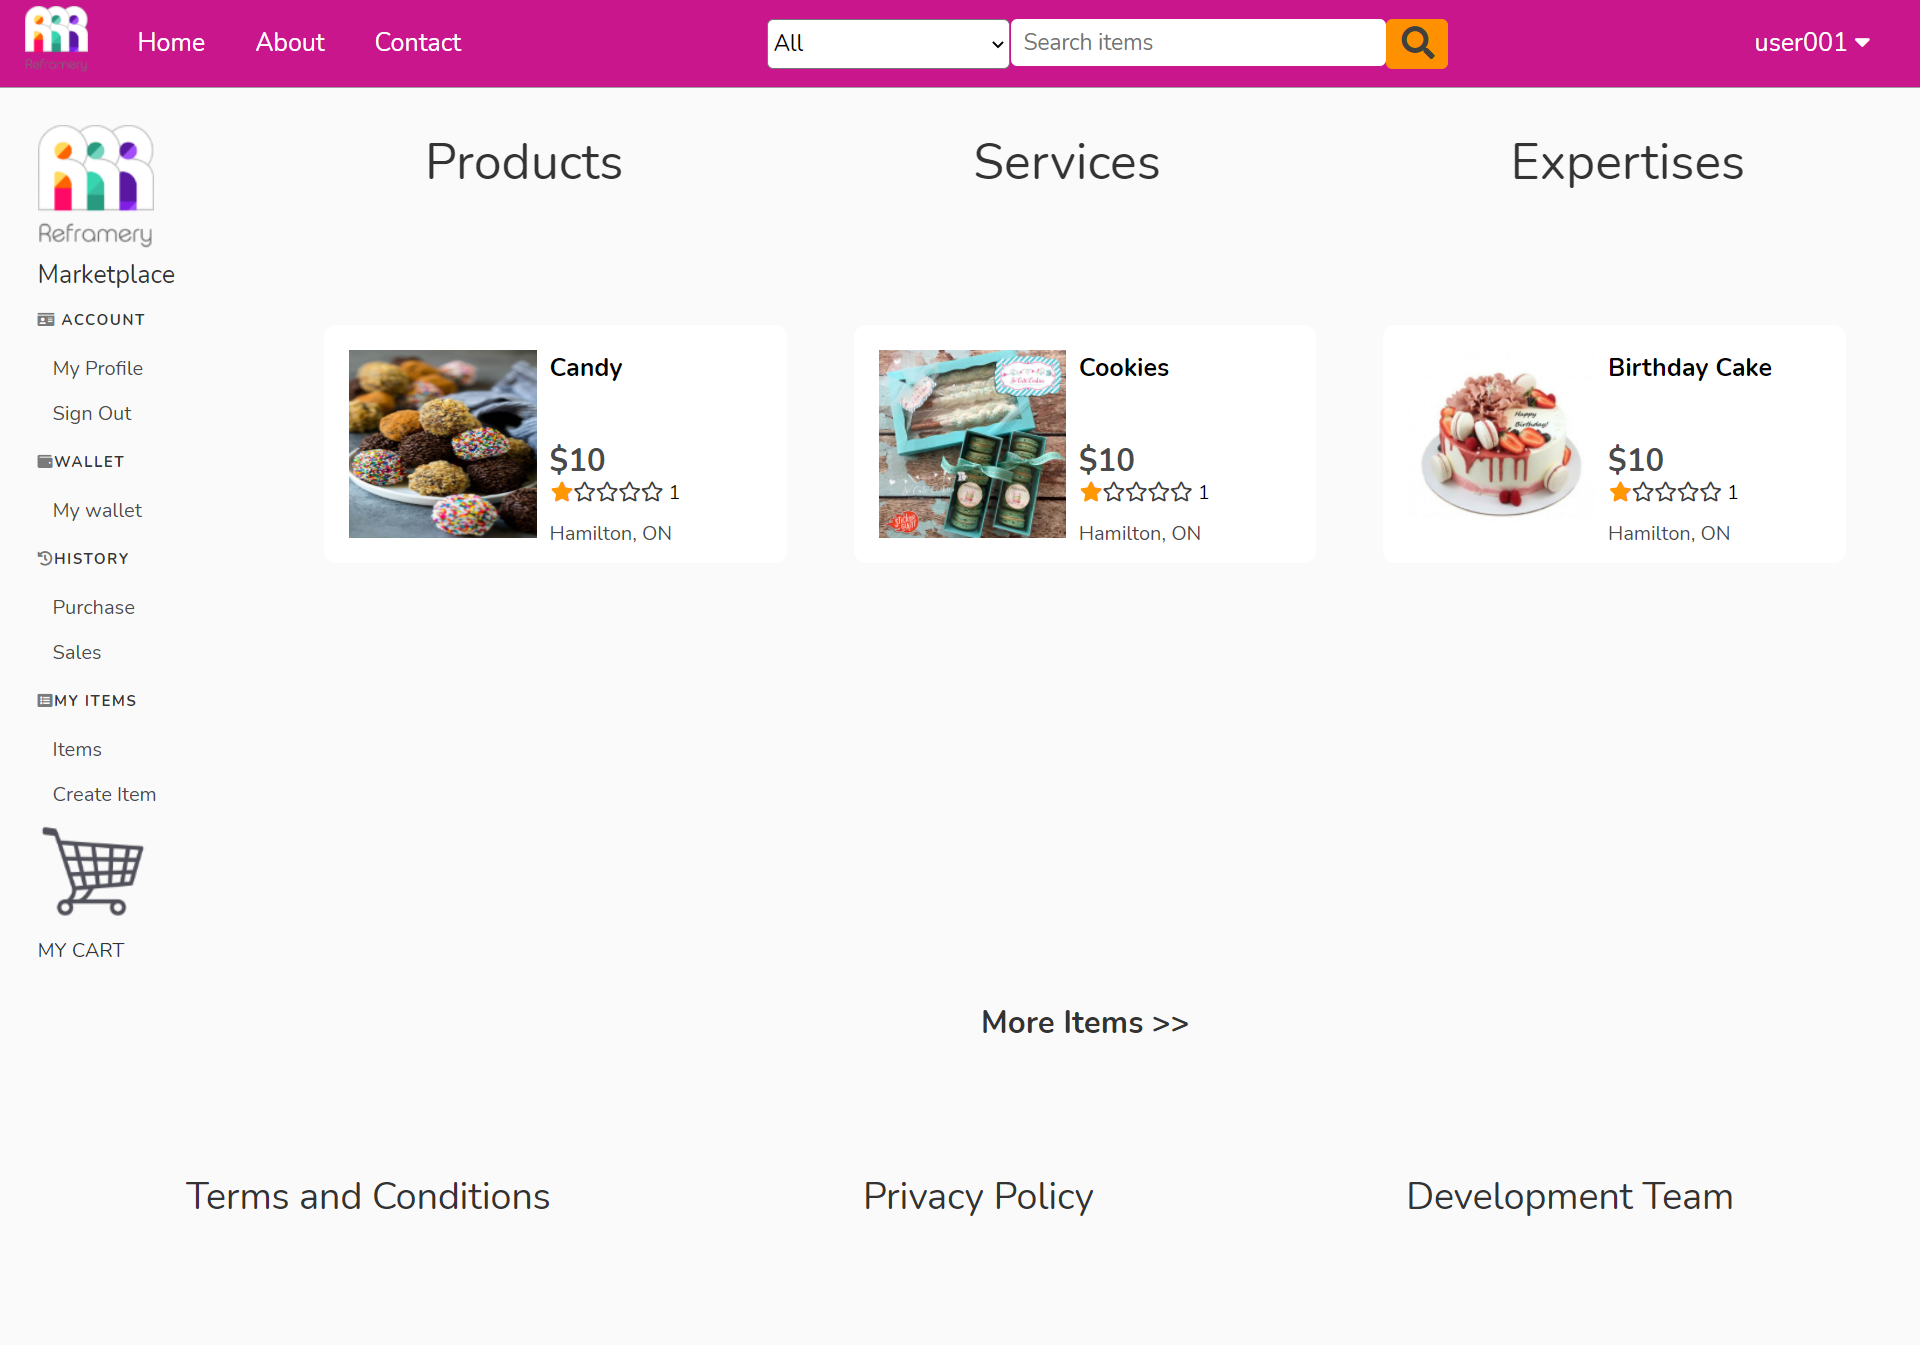 Reframery
Home
About
Contact
All
Search items
user001
Reframery
Marketplace
ACCOUNT
My Profile
Sign Out
WALLET
My wallet
HISTORY
Purchase
Sales
MY ITEMS
Items
Create Item
MY CART
Products
Services
Expertises
Candy
$10
1
Hamilton, ON
Cookies
$10
1
Hamilton, ON
Birthday Cake
Happy
Birthday!
$10
1
Hamilton, ON
More Items >>
Terms and Conditions
Privacy Policy
Development Team